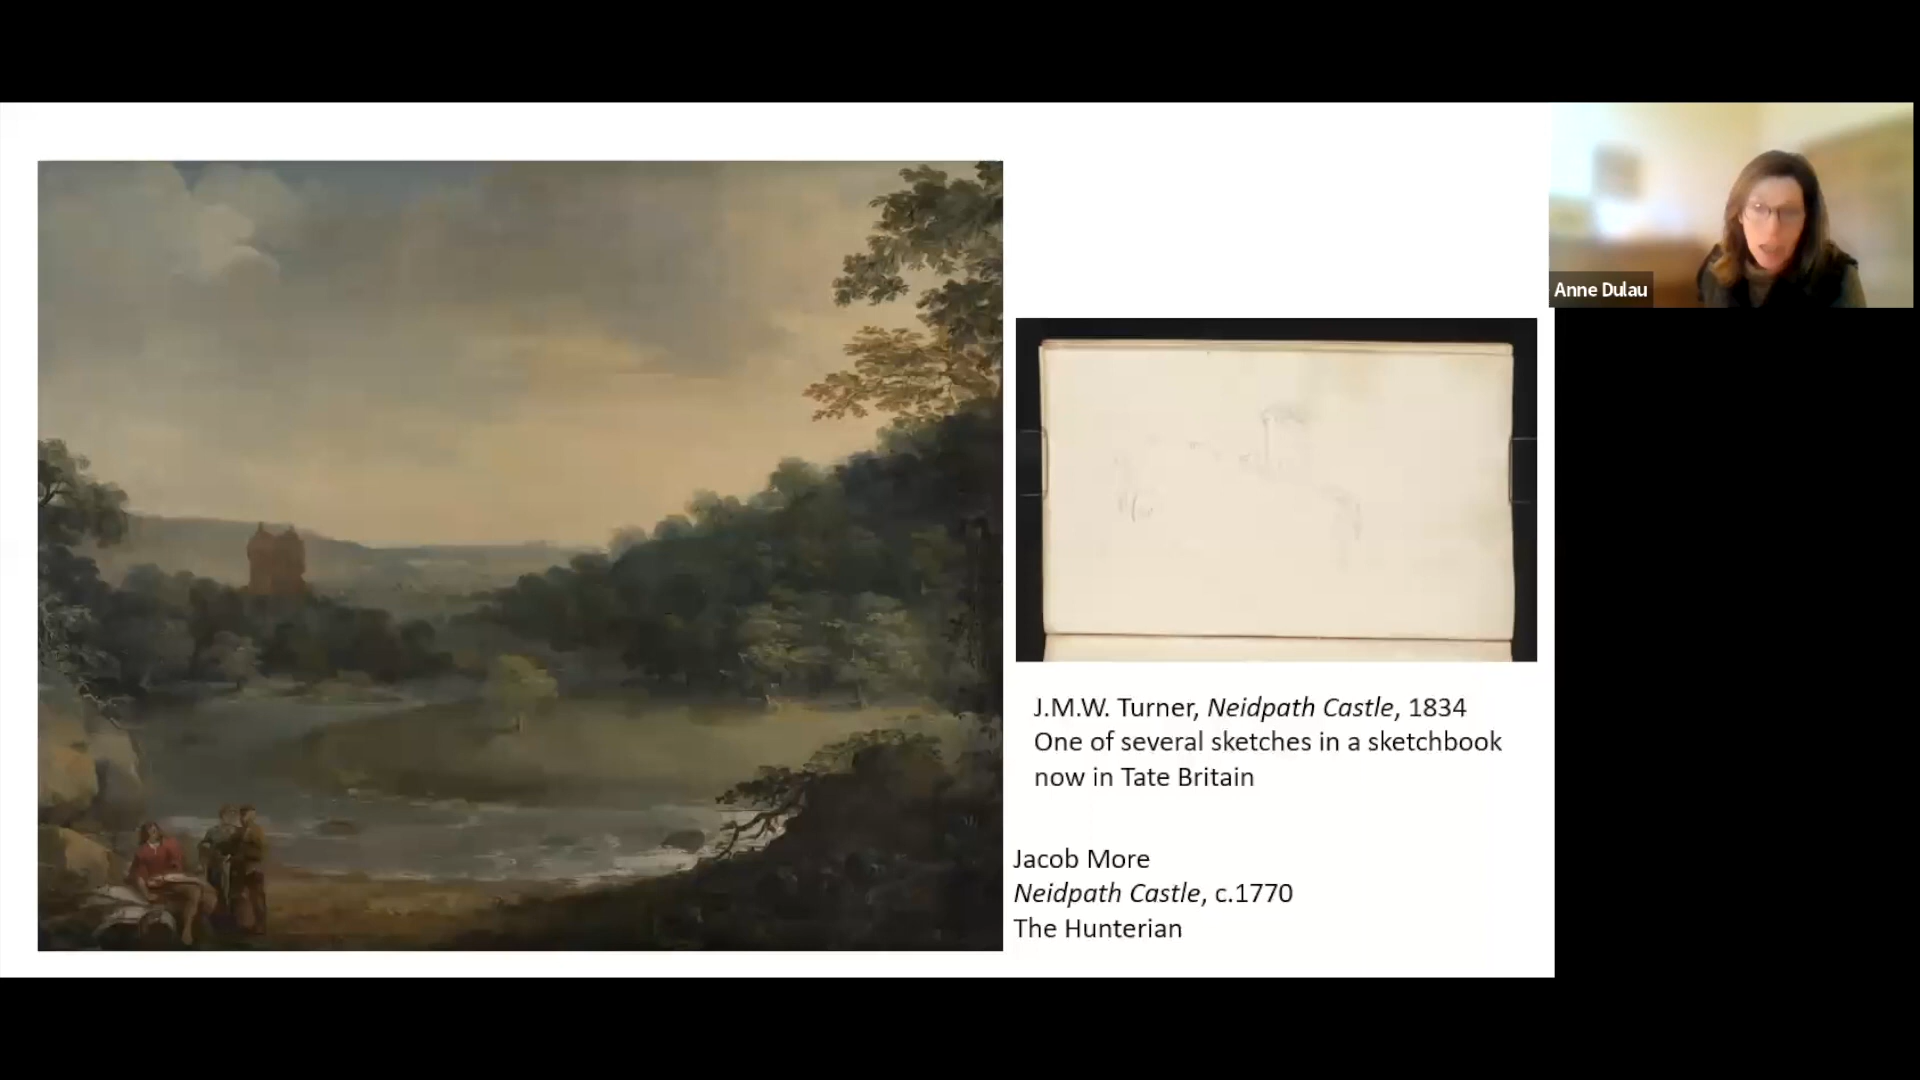 Anne Dulau
J.M.W. Turner, Neidpath Castle, 1834
One of several sketches in a sketchbook
now in Tate Britain
Jacob More
Neidpath Castle, c.1770
The Hunterian